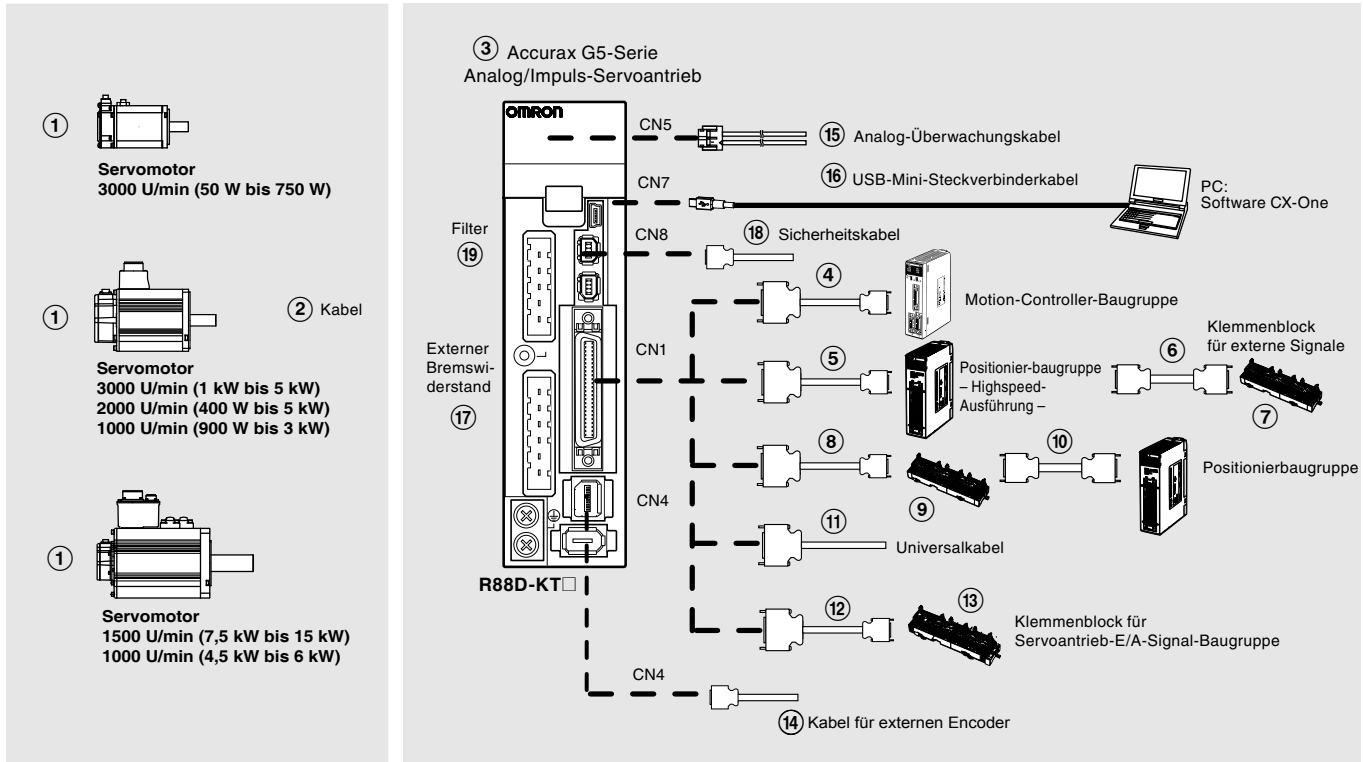 ①
Servomotor
3000 U/min (50 W bis 750 W)
①
② Kabel
Servomotor
3000 U/min (1 kW bis 5 kW)
2000 U/min (400 W bis 5 kW)
1000 U/min (900 W bis 3 kW)
①
Servomotor
1500 U/min (7,5 kW bis 15 kW)
1000 U/min (4,5 kW bis 6 kW)
③ Accurax G5-Serie
Analog/Impuls-Servoantrieb
OMRON
CN5
⑮ Analog-Überwachungskabel
CN7
⑯ USB-Mini-Steckverbinderkabel
PC:
Software CX-One
Filter
⑲
CN8
⑱ Sicherheitskabel
④
Motion-Controller-Baugruppe
Externer
Bremswi-
derstand
⑰
CN1
⑤
Positionier-baugruppe
– Highspeed-
Ausführung –
⑥
Klemmenblock
für externe Signale
⑦
⑧
⑨
⑩
Positionierbaugruppe
CN4
⑪
Universalkabel
R88D-KT□
⑫
⑬
Klemmenblock für
Servoantrieb-E/A-Signal-Baugruppe
CN4
⑭ Kabel für externen Encoder